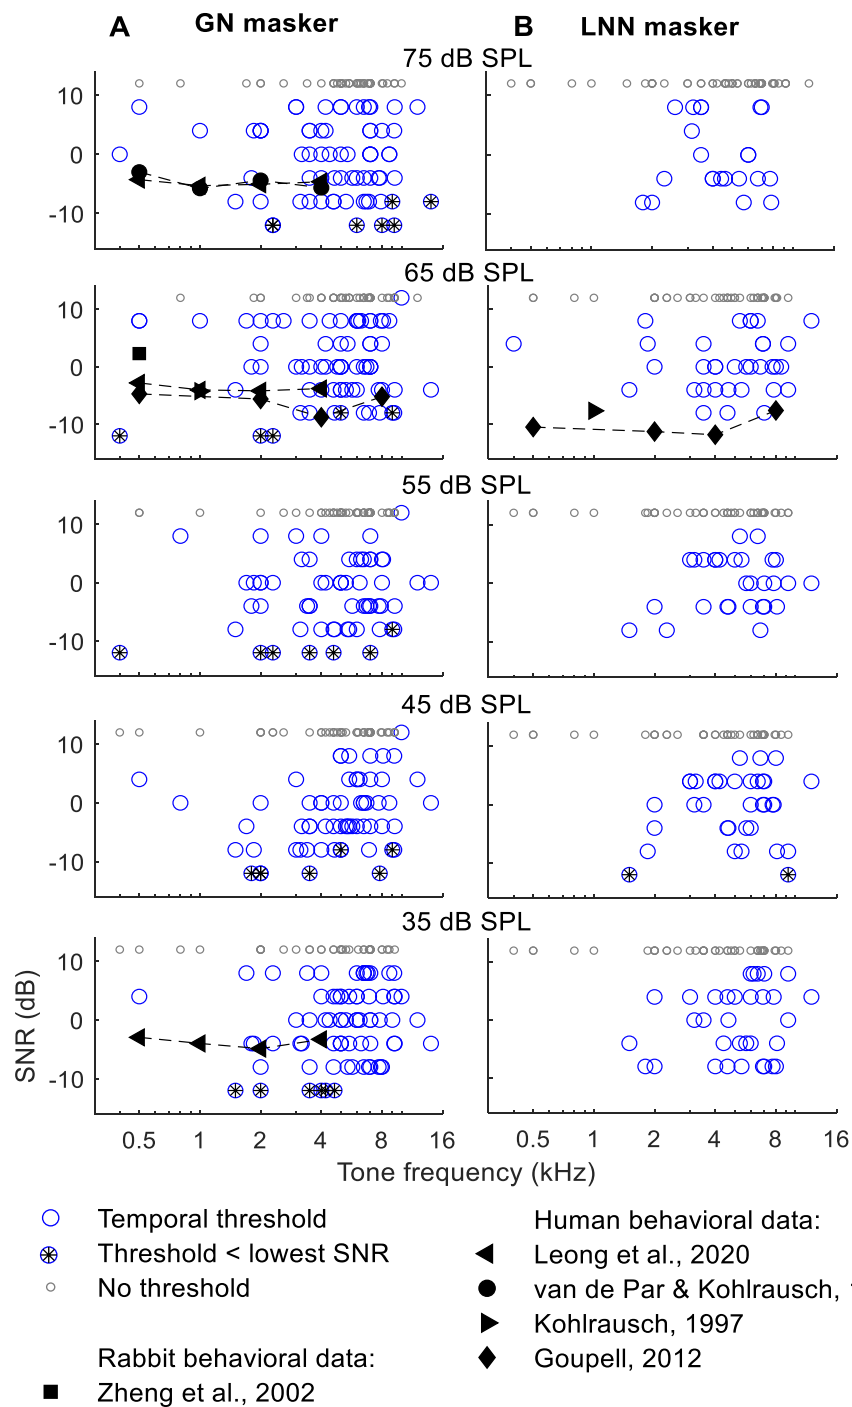 A GN masker B LNN masker
75 dB SPL
10
0
-10
65 dB SPL
10
0
-10
55 dB SPL
10
0
-10
45 dB SPL
10
0
-10
35 dB SPL
10
0
-10
SNR (dB)
0.5 1 2 4 8 16 0.5 1 2 4 8 16
Tone frequency (kHz)
Temporal threshold
Threshold < lowest SNR
No threshold
Rabbit behavioral data:
Zheng et al., 2002
Human behavioral data:
Leong et al., 2020
van de Par & Kohlrausch,
Kohlrausch, 1997
Goupell, 2012